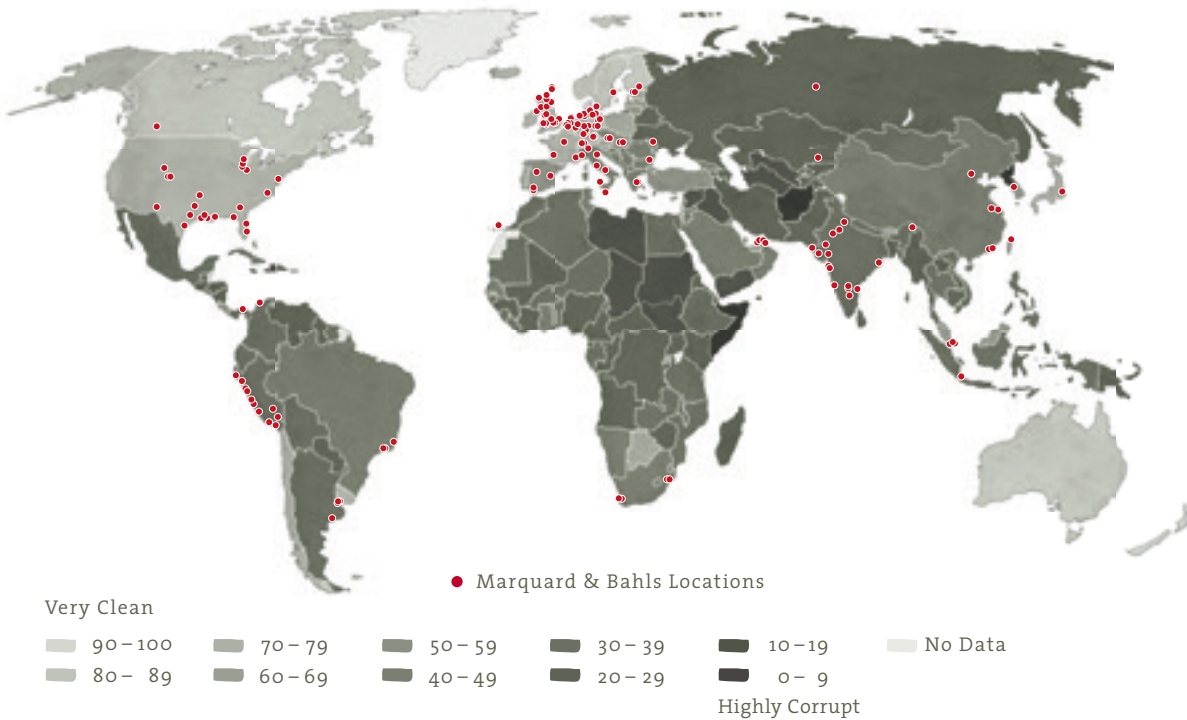 Marquard & Bahls Locations
Very Clean
90–100 70–79 50–59 30–39 10–19 No Data
80– 89 60–69 40–49 20–29 0– 9
Highly Corrupt